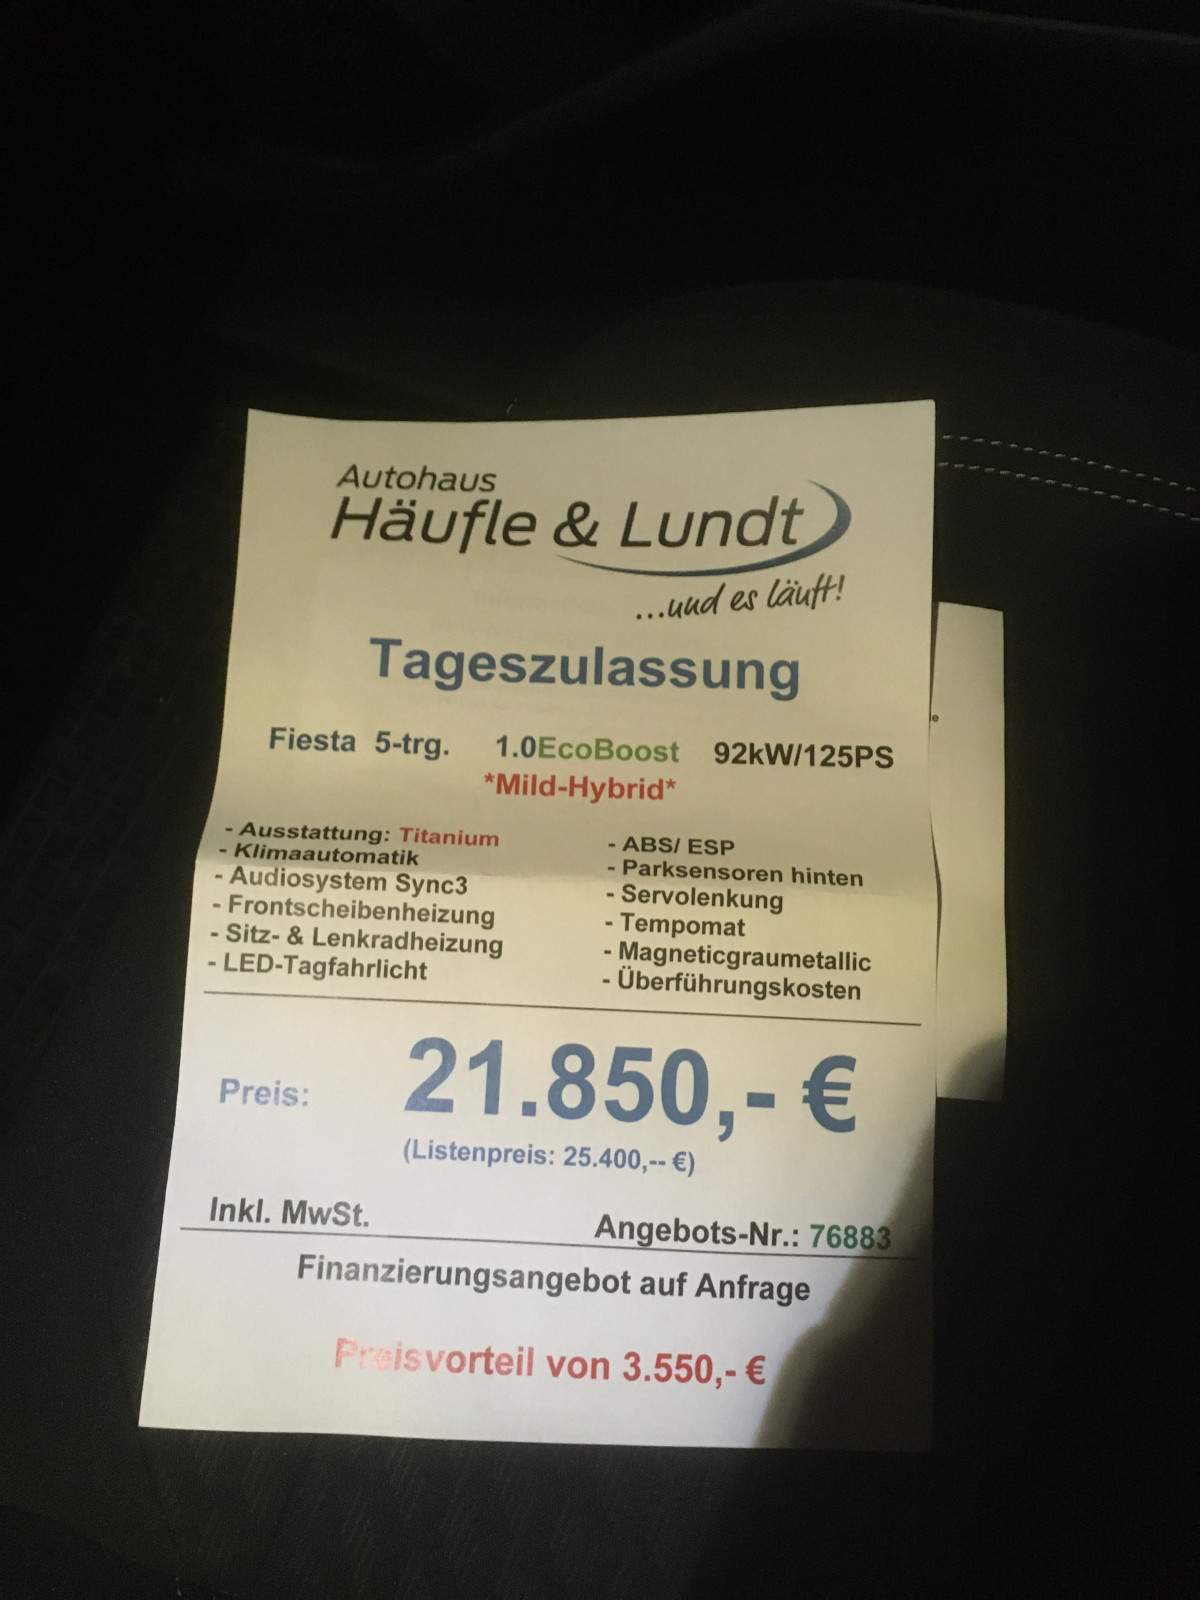 Autohaus
Häufle & Lundt
...und es läuft!
Tageszulassung
Fiesta 5-trg. 1.0EcoBoost 92kW/125PS
*Mild-Hybrid*
- Ausstattung: Titanium
- Klimaautomatik
- Audiosystem Sync3
- Frontscheibenheizung
- Sitz- & Lenkradheizung
- LED-Tagfahrlicht
- ABS/ ESP
- Parksensoren hinten
- Servolenkung
- Tempomat
- Magneticgraumetallic
- Überführungskosten
Preis: 21.850,- €
(Listenpreis: 25.400,-- €)
Inkl. MwSt. Angebots-Nr.: 76883
Finanzierungsangebot auf Anfrage
Preisvorteil von 3.550,- €